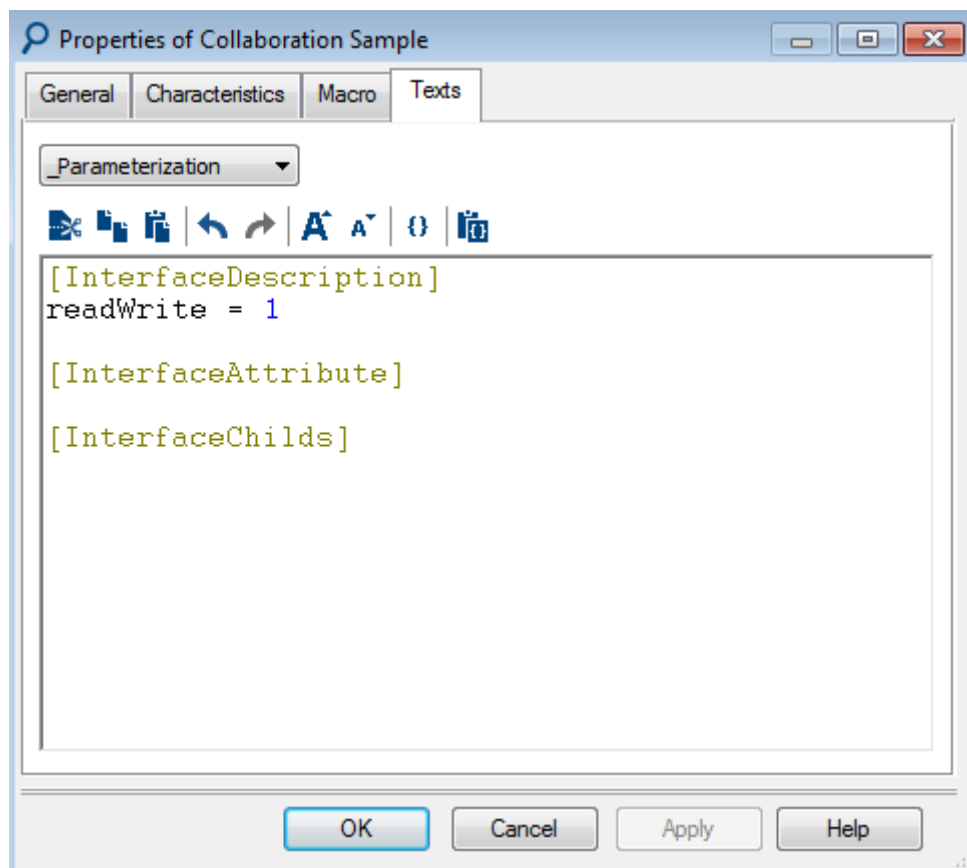 Properties of Collaboration Sample
General Characteristics Macro Texts
_Parameterization
[InterfaceDescription]
readWrite = 1
[InterfaceAttribute]
[InterfaceChilds]
OK Cancel Apply Help